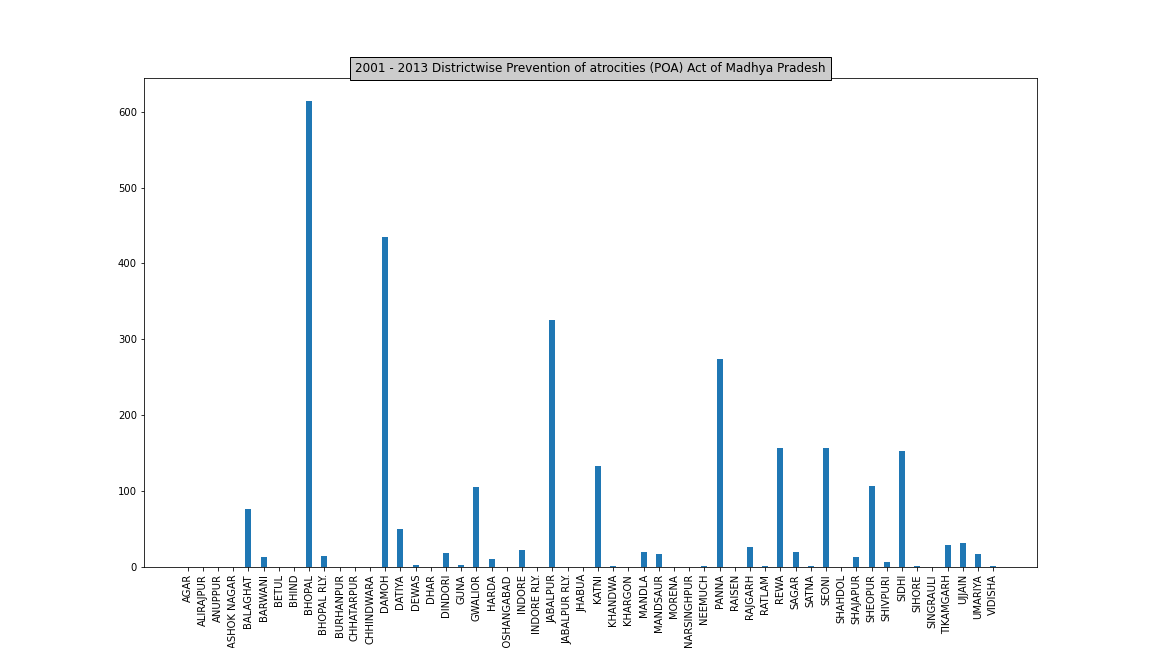 2001 - 2013 Districtwise Prevention of atrocities (POA) Act of Madhya Pradesh
600
500
400
300
200
100
0
AGAR
ALIRAJPUR
ANUPPUR
ASHOK NAGAR
BALAGHAT
BARWANI
BETUL
BHIND
BHOPAL
BHOPAL RLY.
BURHANPUR
CHHATARPUR
CHHINDWARA
DAMOH
DATIYA
DEWAS
DHAR
DINDORI
GUNA
GWALIOR
HARDA
OSHANGABAD
INDORE
INDORE RLY.
JABALPUR
JABALPUR RLY.
JHABUA
KATNI
KHANDWA
KHARGON
MANDLA
MANDSAUR
MORENA
NARSINGHPUR
NEEMUCH
PANNA
RAISEN
RAJGARH
RATLAM
REWA
SAGAR
SATNA
SEONI
SHAHDOL
SHAJAPUR
SHEOPUR
SHIVPURI
SIDHI
SIHORE
SINGRAULI
TIKAMGARH
UJJAIN
UMARIYA
VIDISHA